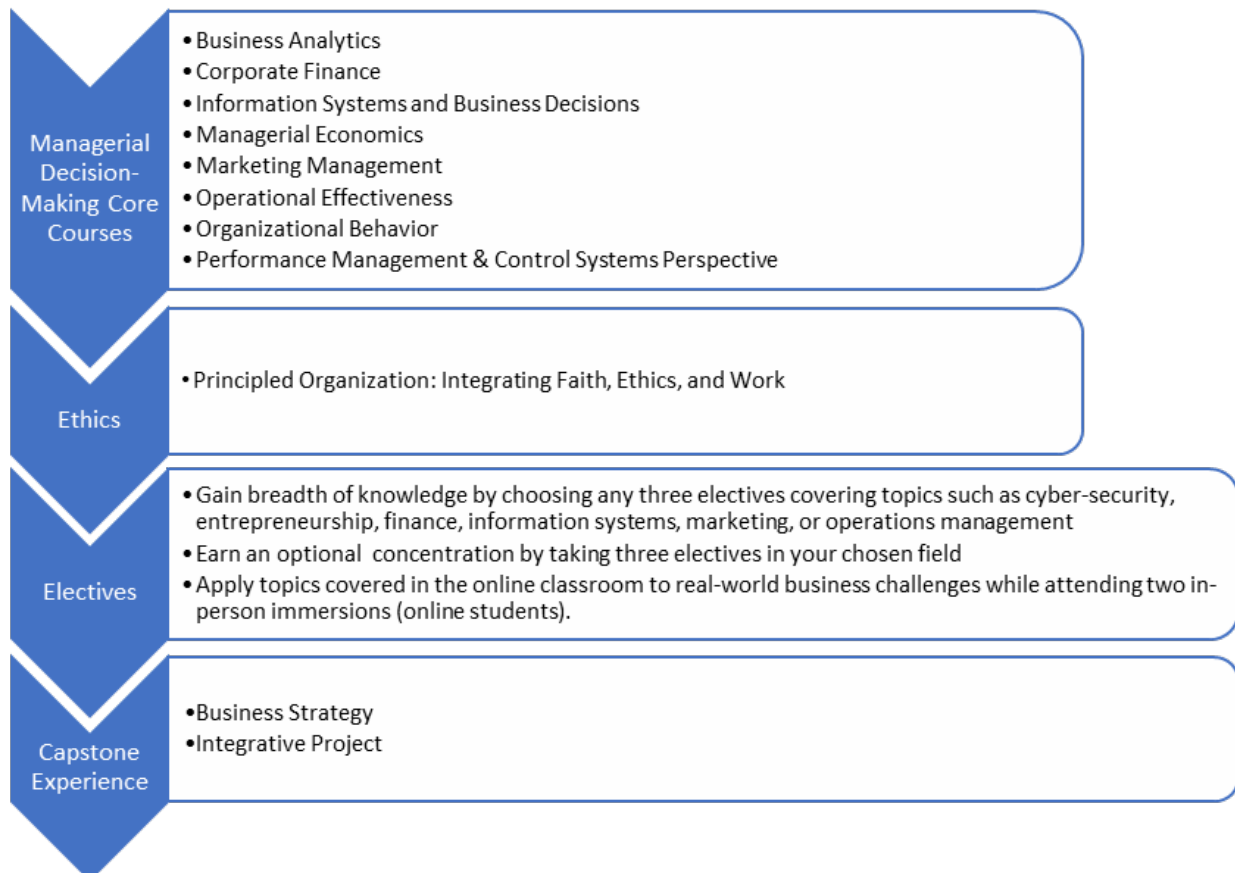 Managerial
Decision-
Making Core
Courses
•Business Analytics
•Corporate Finance
•Information Systems and Business Decisions
•Managerial Economics
•Marketing Management
•Operational Effectiveness
•Organizational Behavior
•Performance Management & Control Systems Perspective
Ethics
•Principled Organization: Integrating Faith, Ethics, and Work
Electives
•Gain breadth of knowledge by choosing any three electives covering topics such as cyber-security,
entrepreneurship, finance, information systems, marketing, or operations management
•Earn an optional concentration by taking three electives in your chosen field
•Apply topics covered in the online classroom to real-world business challenges while attending two in-
person immersions (online students).
Capstone
Experience
•Business Strategy
•Integrative Project